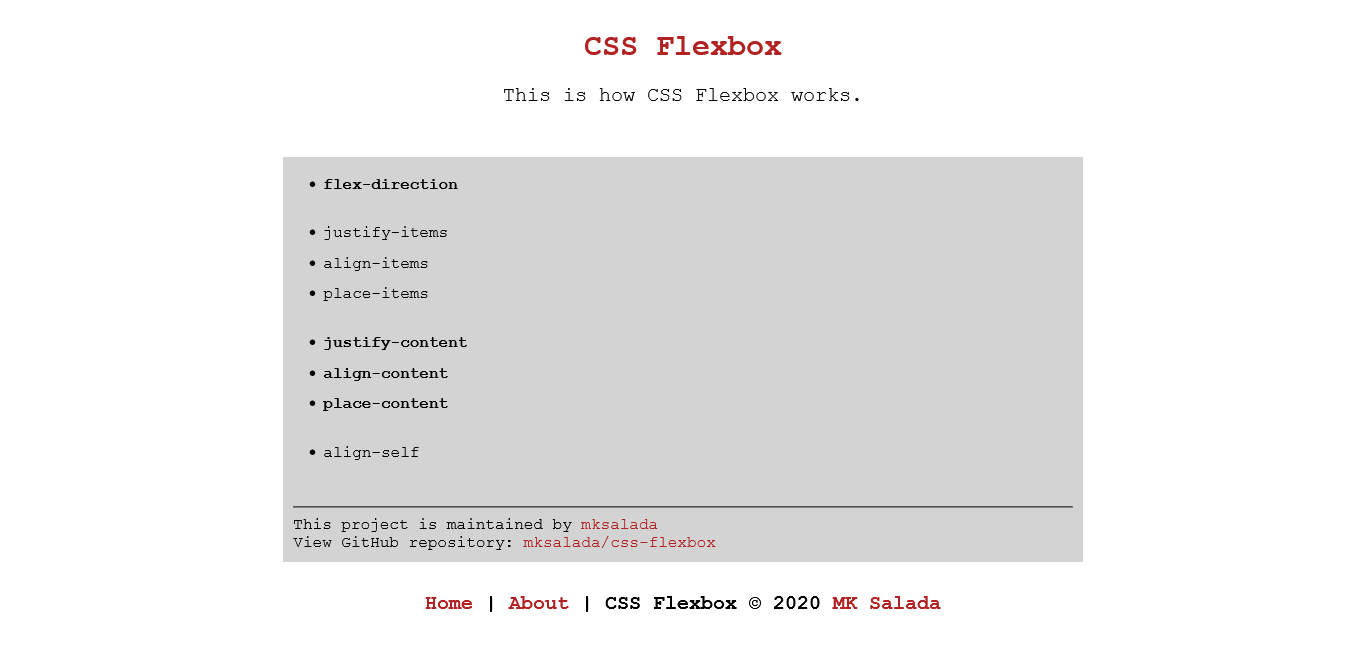 CSS Flexbox
This is how CSS Flexbox works.
• flex-direction
• justify-items
• align-items
• place-items
• justify-content
• align-content
• place-content
• align-self
This project is maintained by mksalada
View GitHub repository: mksalada/css-flexbox
Home | About | CSS Flexbox © 2020 MK Salada